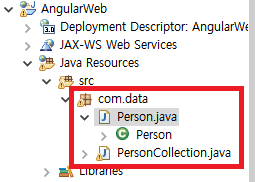 AngularWeb
Deployment Descriptor: AngularWe
JAX-WS Web Services
Java Resources
src
com.data
Person.java
Person
PersonCollection.java
Libraries